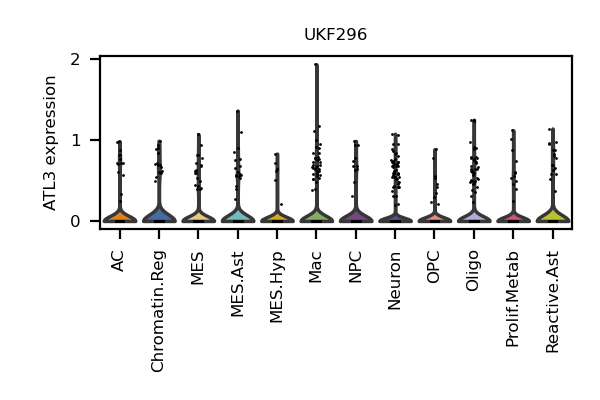 UKF296
ATL3 expression
2
1
0
AC
Chromatin.Reg
MES
MES.Ast
MES.Hyp
Mac
NPC
Neuron
OPC
Oligo
Prolif.Metab
Reactive.Ast